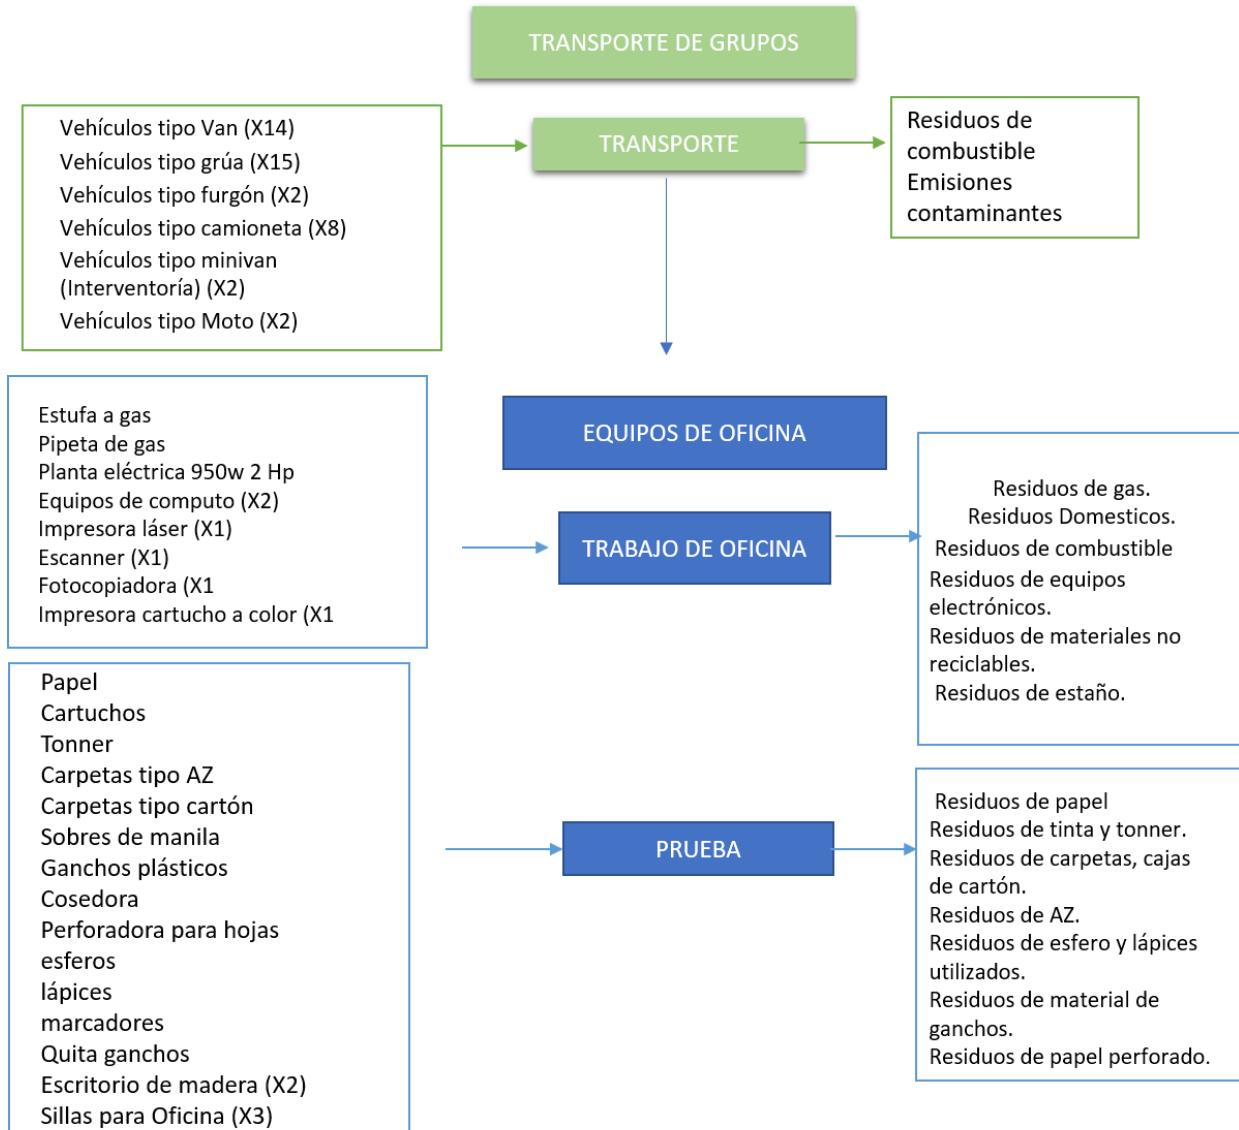 TRANSPORTE DE GRUPOS
Vehículos tipo Van (X14)
Vehículos tipo grúa (X15)
Vehículos tipo furgón (X2)
Vehículos tipo camioneta (X8)
Vehículos tipo minivan
(Interventoría) (X2)
Vehículos tipo Moto (X2)
TRANSPORTE
Residuos de
combustible
Emisiones
contaminantes
EQUIPOS DE OFICINA
Estufa a gas
Pipeta de gas
Planta eléctrica 950w 2 Hp
Equipos de computo (X2)
Impresora láser (X1)
Escanner (X1)
Fotocopiadora (X1
Impresora cartucho a color (X1
TRABAJO DE OFICINA
Residuos de gas.
Residuos Domesticos.
Residuos de combustible
Residuos de equipos
electrónicos.
Residuos de materiales no
reciclables.
Residuos de estaño.
Papel
Cartuchos
Tonner
Carpetas tipo AZ
Carpetas tipo cartón
Sobres de manila
Ganchos plásticos
Cosedora
Perforadora para hojas
esferos
lápices
marcadores
Quita ganchos
Escritorio de madera (X2)
Sillas para Oficina (X3)
PRUEBA
Residuos de papel
Residuos de tinta y tonner.
Residuos de carpetas, cajas
de cartón.
Residuos de AZ.
Residuos de esfero y lápices
utilizados.
Residuos de material de
ganchos.
Residuos de papel perforado.